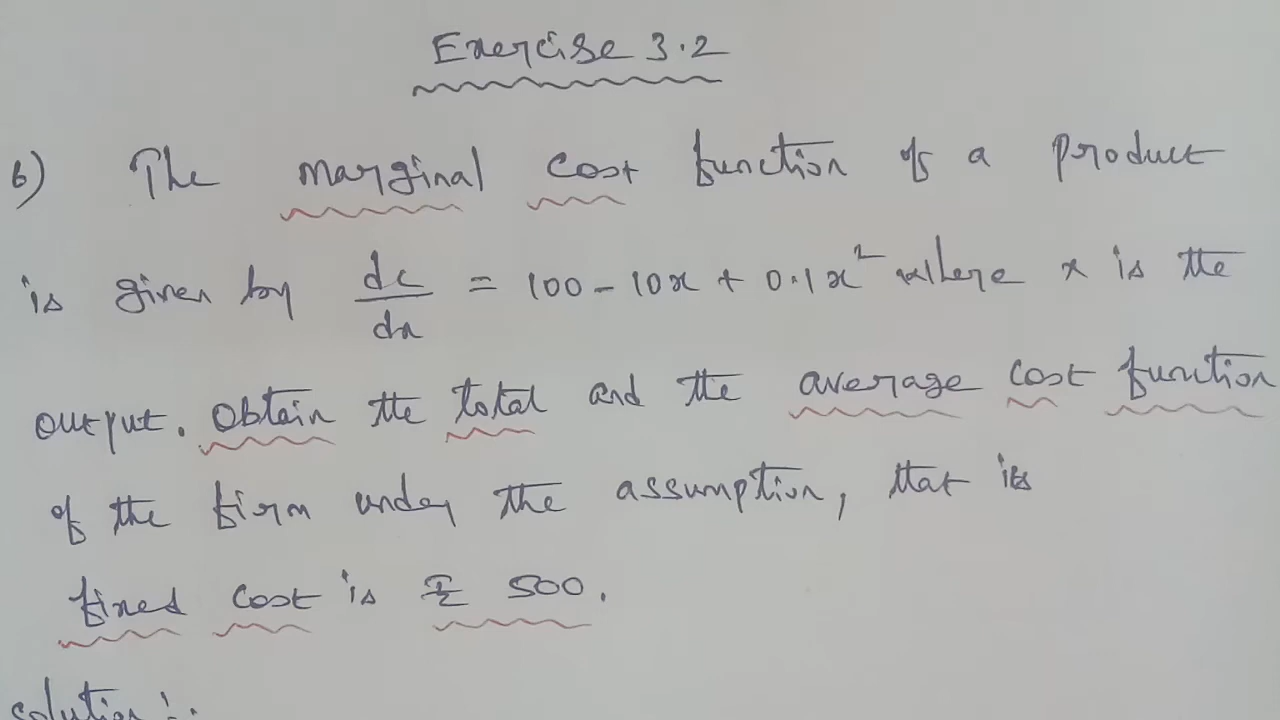 Exercise 3.2
6) The marginal cost function of a product
is given by dc/dx = 100 - 10x + 0.1x² where x is the
output. Obtain the total and the average cost function
of the firm under the assumption, that its
fixed cost is ₹ 500.
Solution :-